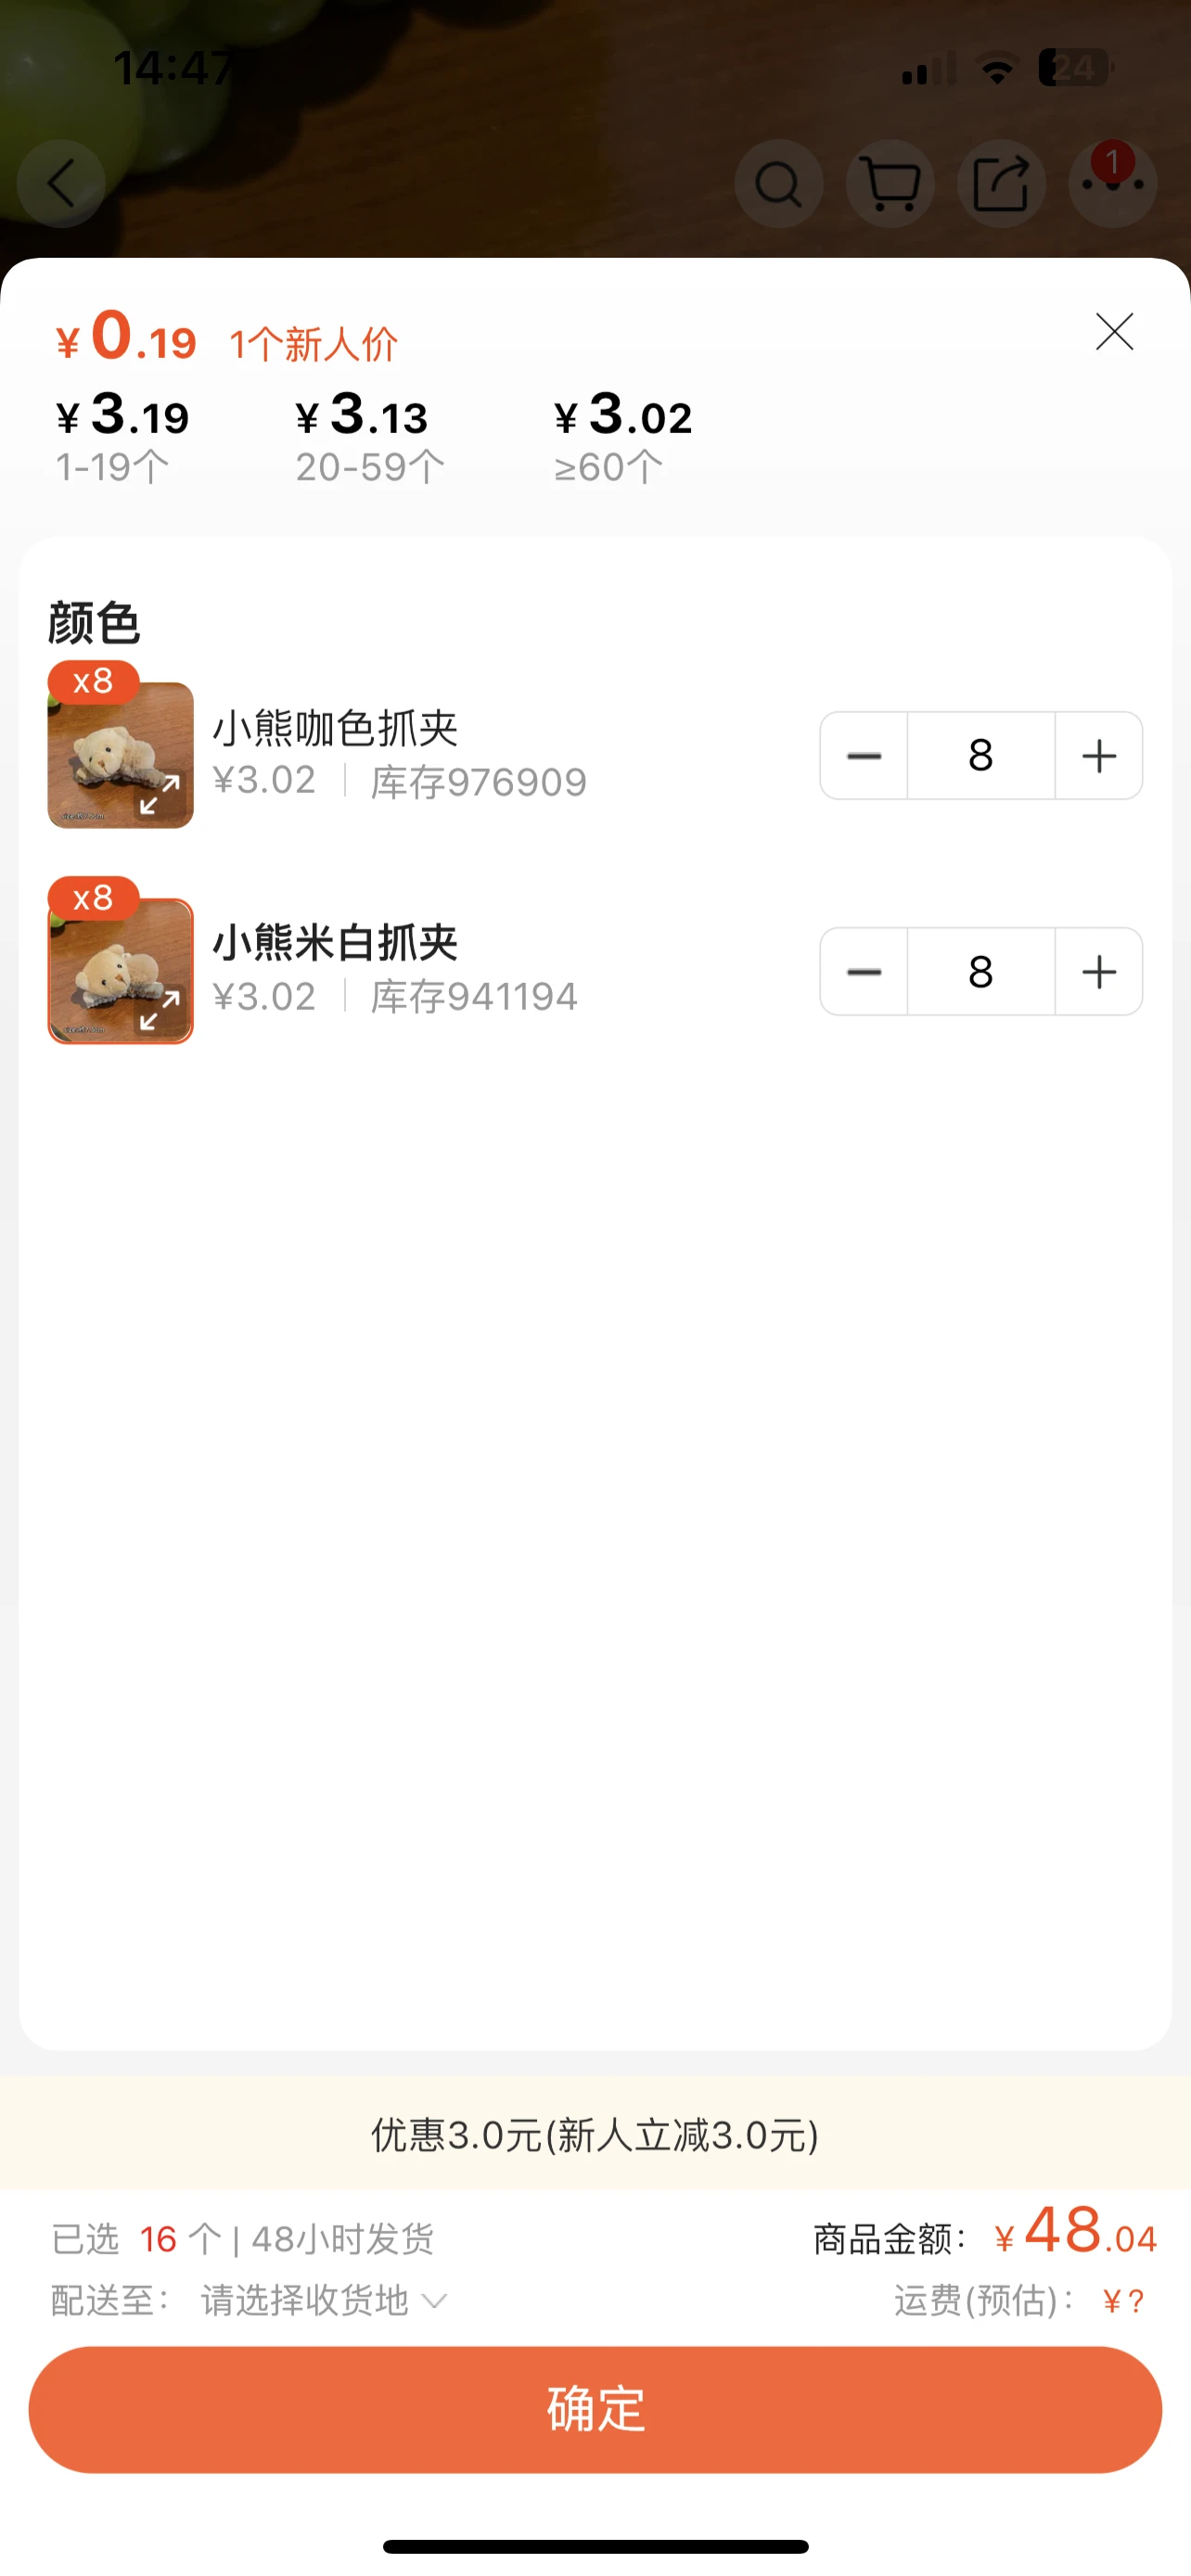 14:47
24
1
¥0.19 1个新人价
¥3.19 ¥3.13 ¥3.02
1-19个 20-59个 ≥60个
颜色
x8
小熊咖色抓夹
¥3.02 库存976909
8
x8
小熊米白抓夹
¥3.02 库存941194
8
优惠3.0元(新人立减3.0元)
已选 16 个 | 48小时发货 商品金额: ¥48.04
配送至: 请选择收货地 运费(预估): ¥?
确定